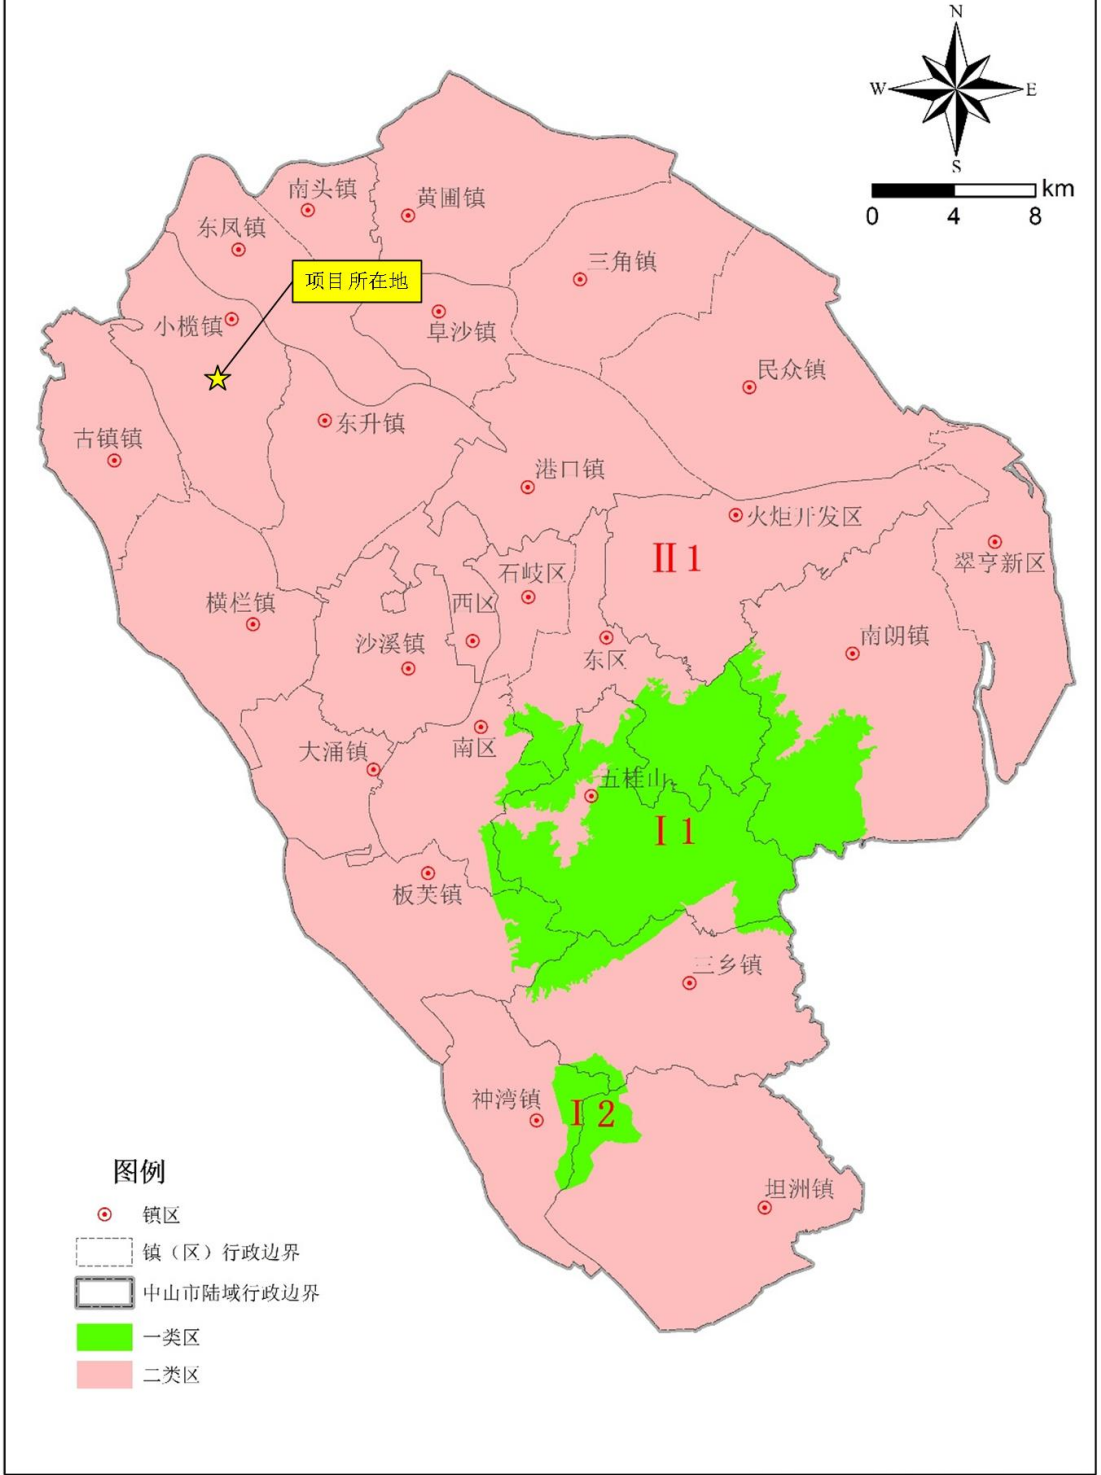 N
W
E
S
km
0
4
8
南头镇
黄圃镇
东凤镇
三角镇
项目所在地
小榄镇
阜沙镇
民众镇
东升镇
古镇镇
港口镇
火炬开发区
Ⅱ1
翠亨新区
石岐区
横栏镇
西区
沙溪镇
东区
南朗镇
南区
大涌镇
五桂山
Ⅰ1
板芙镇
三乡镇
神湾镇
Ⅰ2
坦洲镇
图例
镇区
镇（区）行政边界
中山市陆域行政边界
一类区
二类区